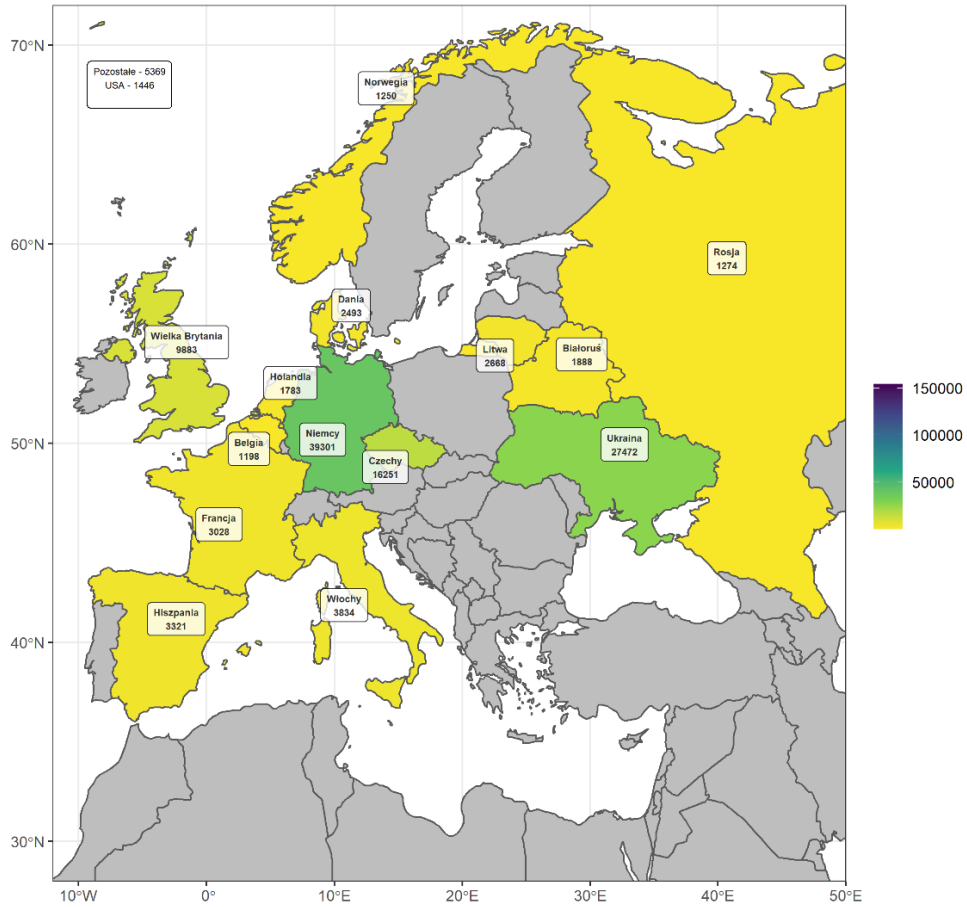 70°N
Pozostałe - 5369
USA - 1446
Norwegia
1250
60°N
Rosja
1274
Dania
2493
Wielka Brytania
9883
Litwa
2668
Białoruś
1888
Holandia
1783
150000
100000
50000
50°N
Belgia
1198
Niemcy
39301
Czechy
16251
Ukraina
27472
Francja
3028
Hiszpania
3321
Włochy
3834
40°N
30°N
10°W
0°
10°E
20°E
30°E
40°E
50°E